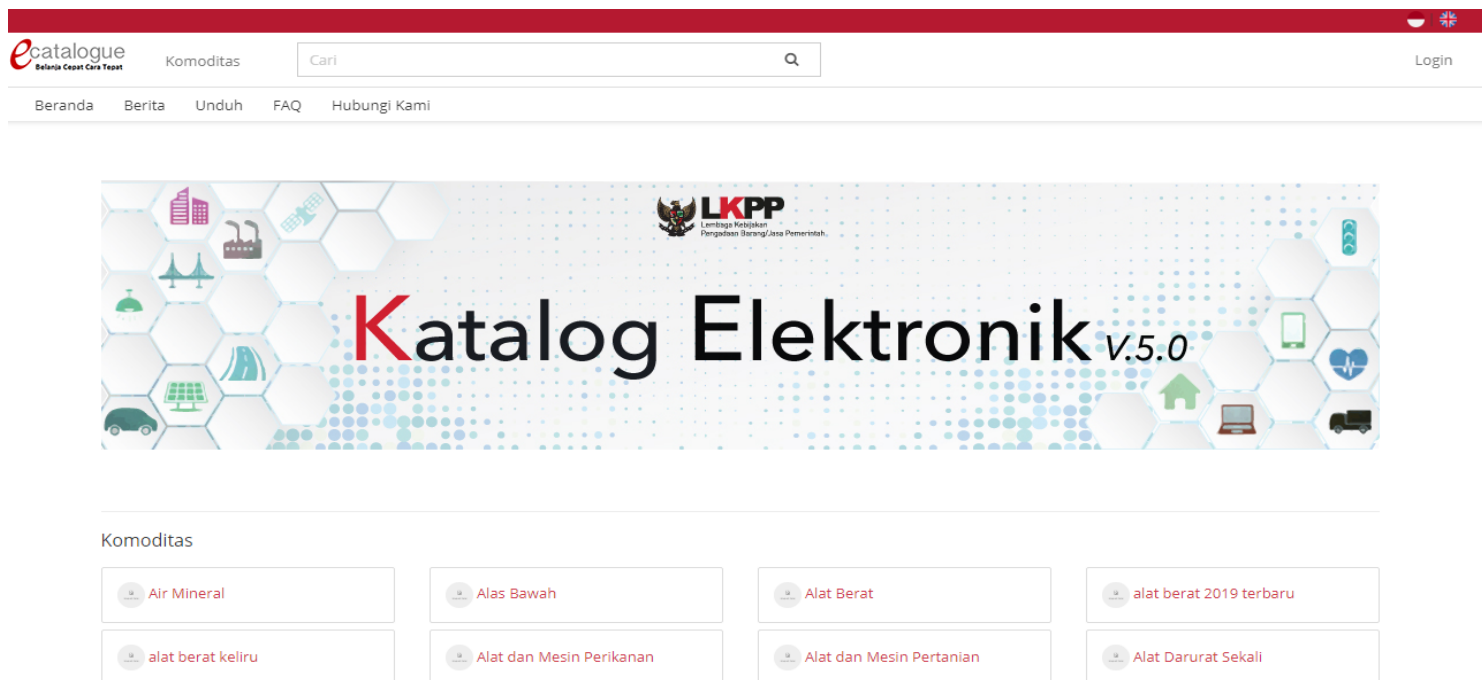 ecatalogue
Belanja Cepat Cara Tepat
Komoditas
Cari
Login
Beranda Berita Unduh FAQ Hubungi Kami
LKPP
Lembaga Kebijakan
Pengadaan Barang/Jasa Pemerintah
Katalog Elektronik V.5.0
Komoditas
Air Mineral
Alas Bawah
Alat Berat
alat berat 2019 terbaru
alat berat keliru
Alat dan Mesin Perikanan
Alat dan Mesin Pertanian
Alat Darurat Sekali